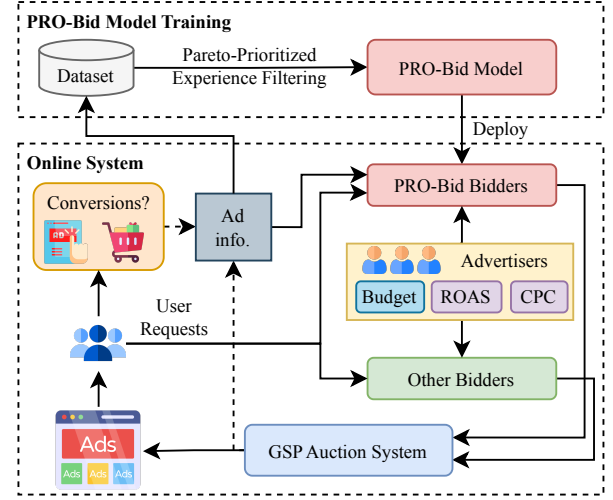 PRO-Bid Model Training
Dataset
Pareto-Prioritized
Experience Filtering
PRO-Bid Model
Deploy
Online System
Conversions?
AD
Ad
info.
PRO-Bid Bidders
Advertisers
Budget
ROAS
CPC
User
Requests
Other Bidders
Ads
Ads
Ads
Ads
GSP Auction System